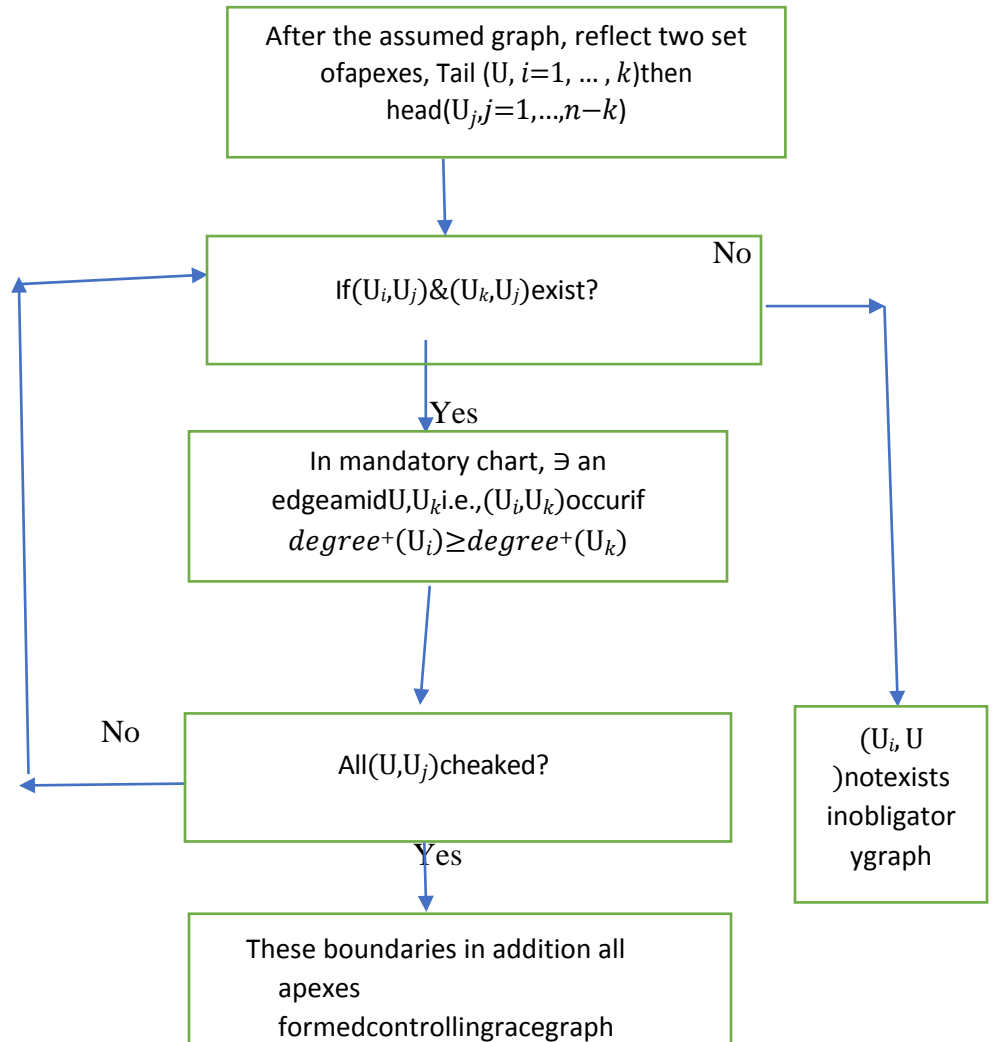 After the assumed graph, reflect two set
ofapexes, Tail (U, i=1, … , k)then
head(Uⱼ,j=1,…,n−k)
No
If(Uᵢ,Uⱼ)&(Uₖ,Uⱼ)exist?
Yes
In mandatory chart, ∋ an
edgeamidU,Uₖi.e.,(Uᵢ,Uₖ)occurif
degree⁺(Uᵢ)≥degree⁺(Uₖ)
No
All(U,Uⱼ)cheaked?
(Uᵢ, U
)notexists
inobligator
ygraph
Yes
These boundaries in addition all
apexes
formedcontrollingracegraph